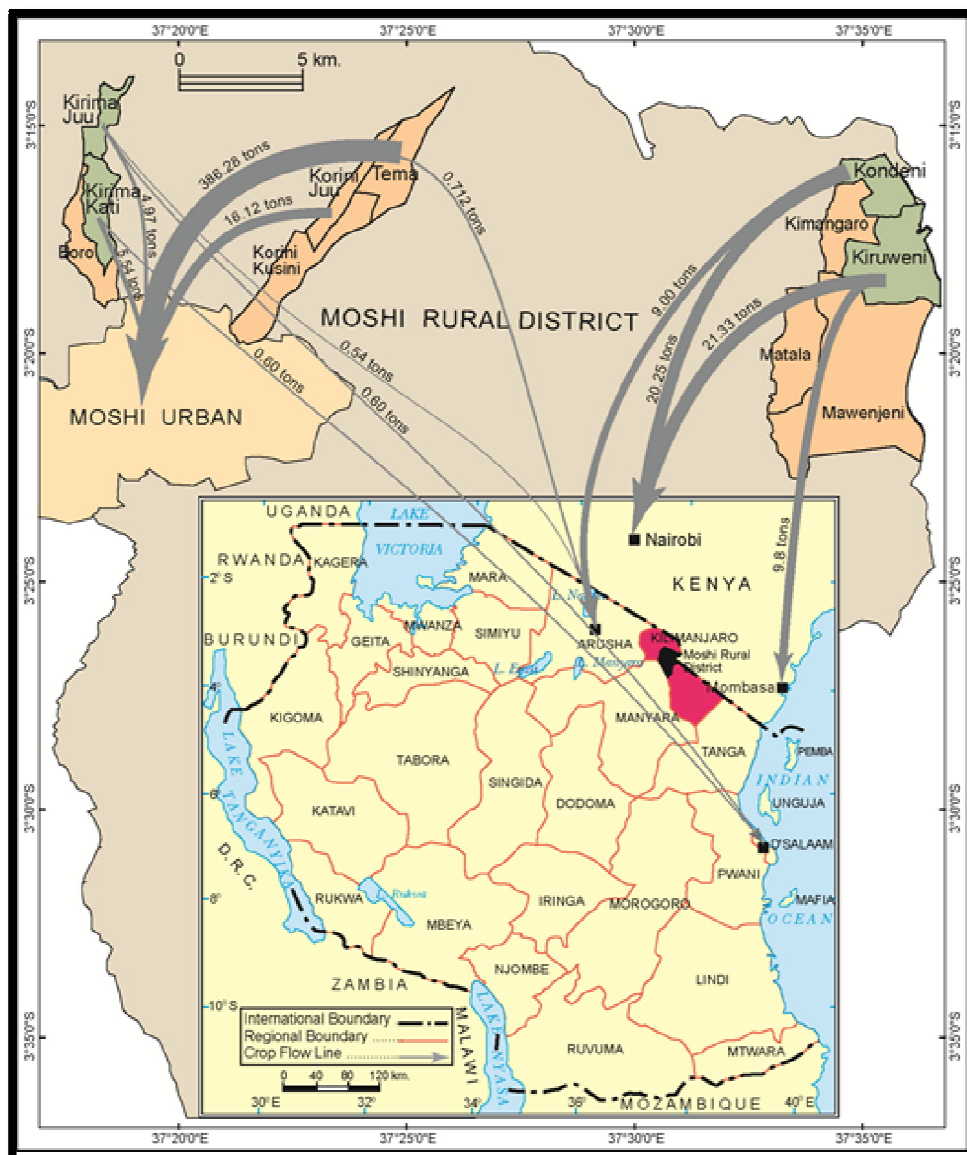 37°20'0"E 37°25'0"E 37°30'0"E 37°35'0"E
0 5 km.
3°15'0"S
3°20'0"S
3°25'0"S
3°30'0"S
3°35'0"S
3°15'0"S
3°20'0"S
3°25'0"S
3°30'0"S
3°35'0"S
Kirima
Juu
Kirima
Kati
Boro
4.97 tons
5.54 tons
386.28 tons
16.12 tons
Korini
Juu
Tema
Korini
Kusini
0.712 tons
Kondeni
Kimangaro
Kiruweni
Matala
Mawenjeni
9.00 tons
20.25 tons
21.33 tons
9.8 tons
MOSHI RURAL DISTRICT
0.60 tons
0.54 tons
0.60 tons
MOSHI URBAN
UGANDA
LAKE
VICTORIA
RWANDA
KAGERA
Nairobi
KENYA
2° S
MARA
MWANZA
SIMIYU
GEITA
BURUNDI
SHINYANGA
ARUSHA
KILIMANJARO
Moshi Rural
District
Mombasa
4°
KIGOMA
MANYARA
TANGA
TABORA
SINGIDA
DODOMA
PEMBA
INDIAN
UNGUJA
6°
KATAVI
LAKE TANGANYIKA
D'SALAAM
PWANI
D.R.C.
8°
RUKWA
L. Rukwa
MBEYA
IRINGA
MOROGORO
MAFIA
OCEAN
ZAMBIA
NJOMBE
LINDI
10° S
International Boundary
Regional Boundary
Crop Flow Line
0 40 80 120 km.
MALAWI
LAKE NYASA
RUVUMA
MTWARA
MOZAMBIQUE
30°E 32° 34° 36° 38° 40° E
37°20'0"E 37°25'0"E 37°30'0"E 37°35'0"E